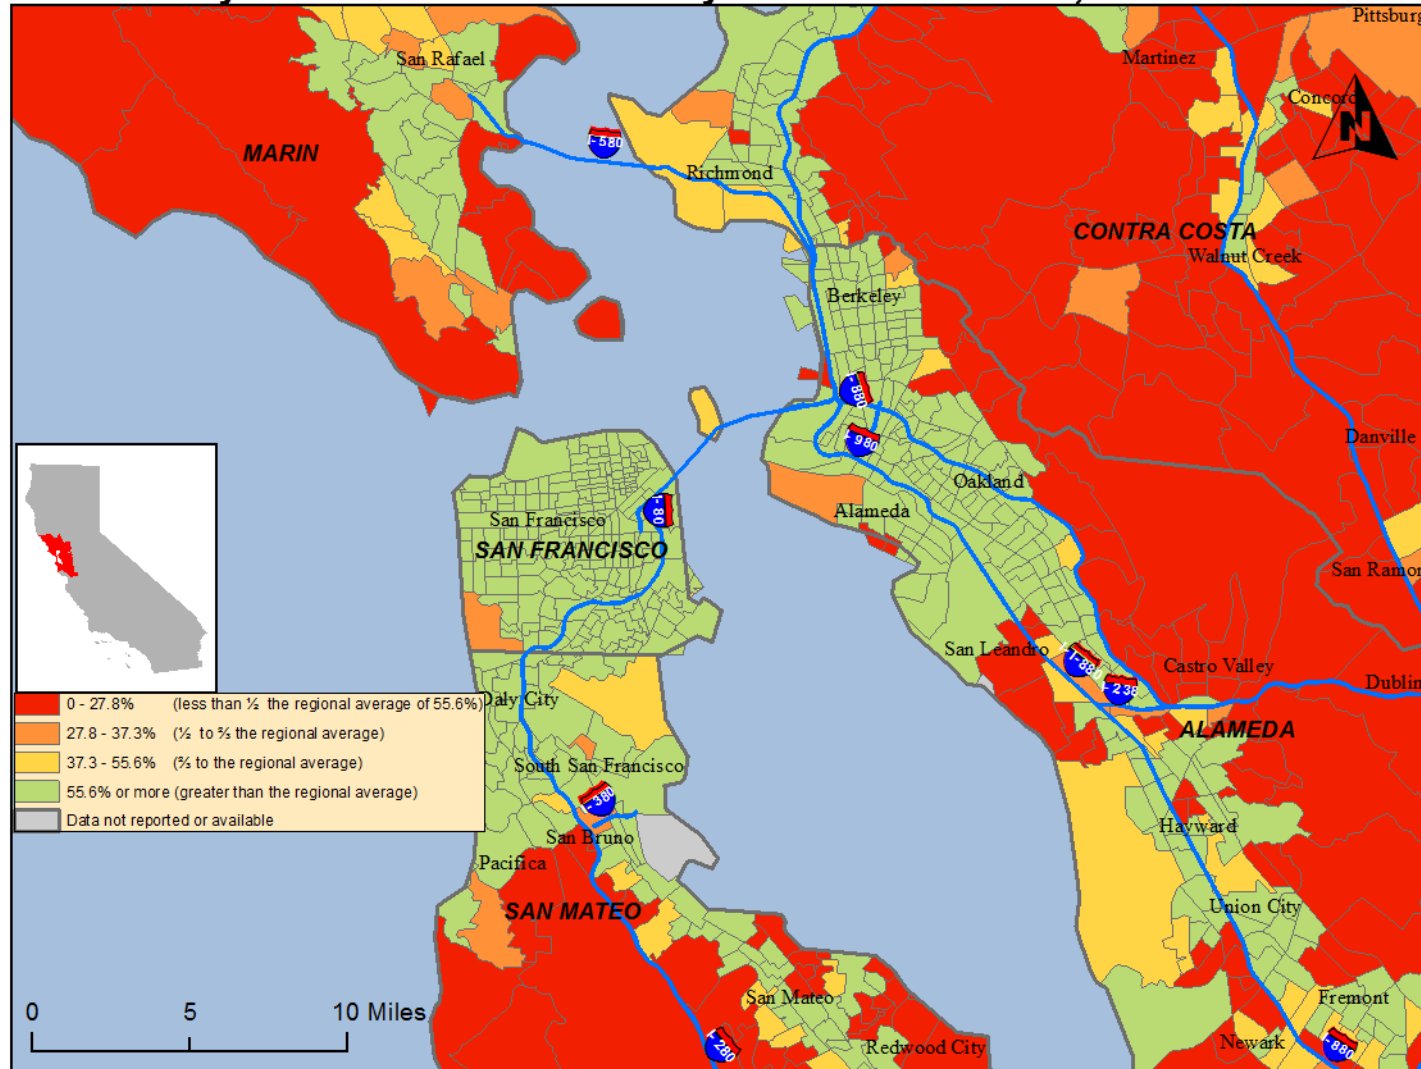 Pittsburg
San Rafael
Martinez
Concord
N
I-580
MARIN
Richmond
CONTRA COSTA
Walnut Creek
Berkeley
I-880
Danville
I-980
Oakland
San Francisco
I-80
Alameda
SAN FRANCISCO
San Ramon
San Leandro
I-880
Castro Valley
I-238
Dublin
0 - 27.8% (less than ½ the regional average of 55.6%)
Daly City
ALAMEDA
27.8 - 37.3% (½ to ⅔ the regional average)
37.3 - 55.6% (⅔ to the regional average)
South San Francisco
55.6% or more (greater than the regional average)
I-380
Data not reported or available
Hayward
San Bruno
Pacifica
SAN MATEO
Union City
San Mateo
Fremont
0 5 10 Miles
Newark
I-880
Redwood City
I-280